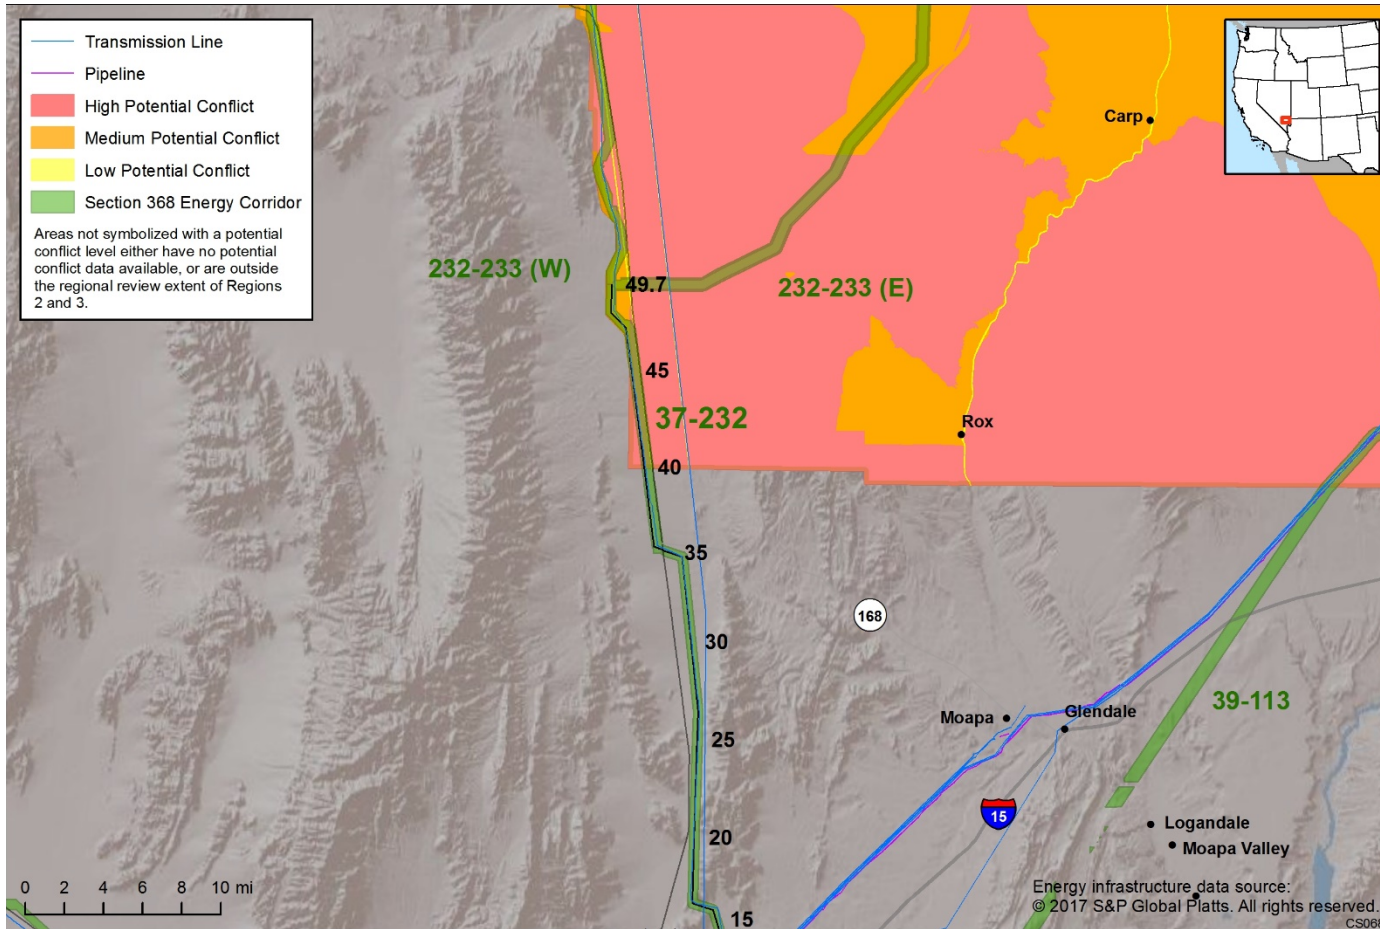 Transmission Line
Pipeline
High Potential Conflict
Medium Potential Conflict
Low Potential Conflict
Section 368 Energy Corridor
Areas not symbolized with a potential
conflict level either have no potential
conflict data available, or are outside
the regional review extent of Regions
2 and 3.
Carp
232-233 (W)
49.7
232-233 (E)
45
37-232
Rox
40
35
168
30
39-113
Moapa
Glendale
25
15
20
Logandale
Moapa Valley
0 2 4 6 8 10 mi
15
Energy infrastructure data source:
© 2017 S&P Global Platts. All rights reserved.
CS068